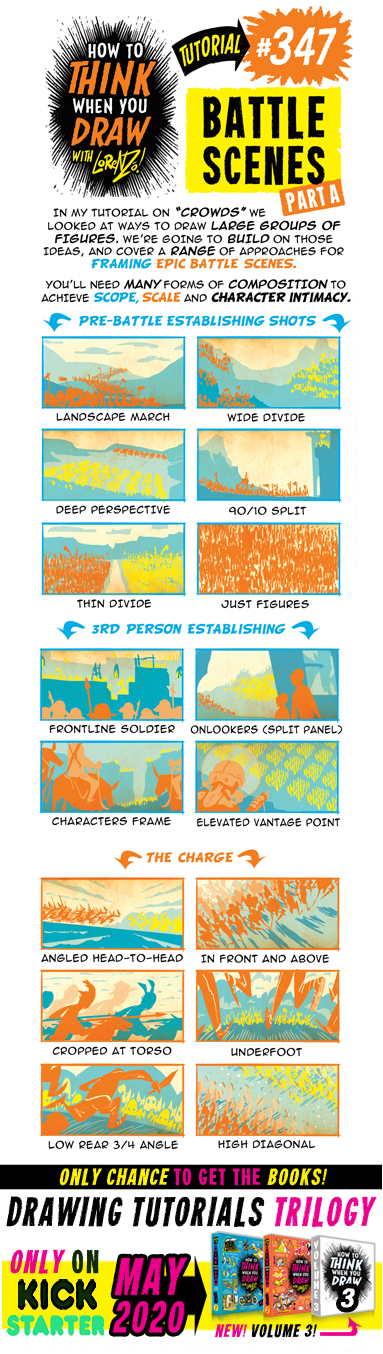 HOW TO
THINK
WHEN YOU
DRAW
WITH LORENZO!
TUTORIAL
#347
BATTLE
SCENES
PART A
IN MY TUTORIAL ON "CROWDS" WE
LOOKED AT WAYS TO DRAW LARGE GROUPS OF
FIGURES. WE'RE GOING TO BUILD ON THOSE
IDEAS, AND COVER A RANGE OF APPROACHES FOR
FRAMING EPIC BATTLE SCENES.
YOU'LL NEED MANY FORMS OF COMPOSITION TO
ACHIEVE SCOPE, SCALE AND CHARACTER INTIMACY.
PRE-BATTLE ESTABLISHING SHOTS
LANDSCAPE MARCH
WIDE DIVIDE
DEEP PERSPECTIVE
90/10 SPLIT
THIN DIVIDE
JUST FIGURES
3RD PERSON ESTABLISHING
FRONTLINE SOLDIER
ONLOOKERS (SPLIT PANEL)
CHARACTERS FRAME
ELEVATED VANTAGE POINT
THE CHARGE
ANGLED HEAD-TO-HEAD
IN FRONT AND ABOVE
CROPPED AT TORSO
UNDERFOOT
LOW REAR 3/4 ANGLE
HIGH DIAGONAL
ONLY CHANCE TO GET THE BOOKS!
DRAWING TUTORIALS TRILOGY
ONLY ON
KICK
STARTER
MAY
2020
HOW TO
THINK
WHEN YOU
DRAW
HOW TO
THINK
WHEN YOU
DRAW
VOLUME 3
HOW TO
THINK
WHEN YOU
DRAW
3
NEW! VOLUME 3!